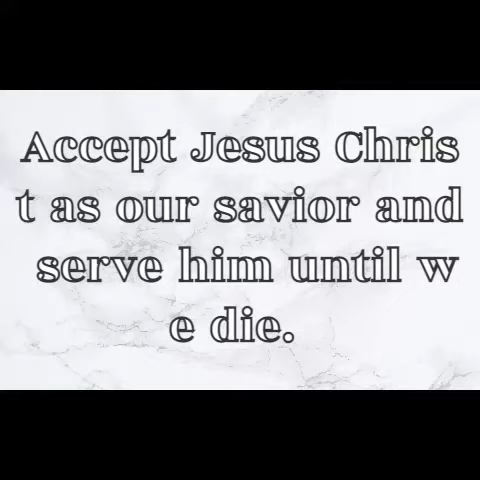 Accept Jesus Chris
t as our savior and
serve him until w
e die.